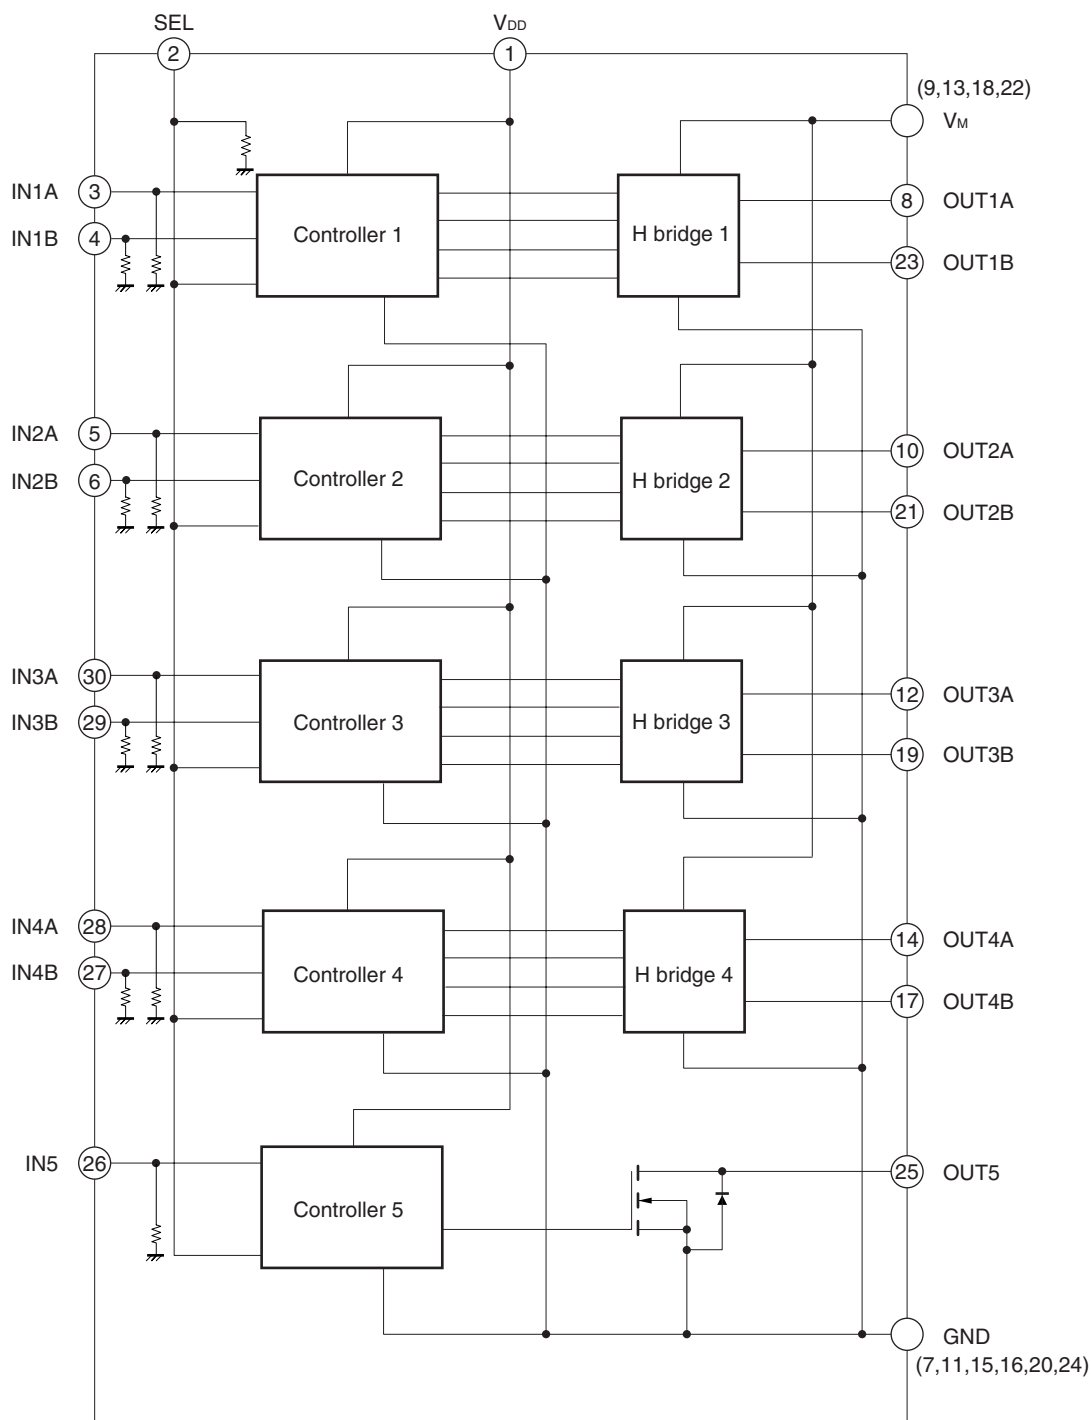 SEL
VDD
2
1
(9,13,18,22)
VM
IN1A 3
8 OUT1A
IN1B 4
Controller 1
H bridge 1
23 OUT1B
IN2A 5
10 OUT2A
IN2B 6
Controller 2
H bridge 2
21 OUT2B
IN3A 30
12 OUT3A
IN3B 29
Controller 3
H bridge 3
19 OUT3B
IN4A 28
14 OUT4A
IN4B 27
Controller 4
H bridge 4
17 OUT4B
IN5 26
25 OUT5
Controller 5
GND
(7,11,15,16,20,24)